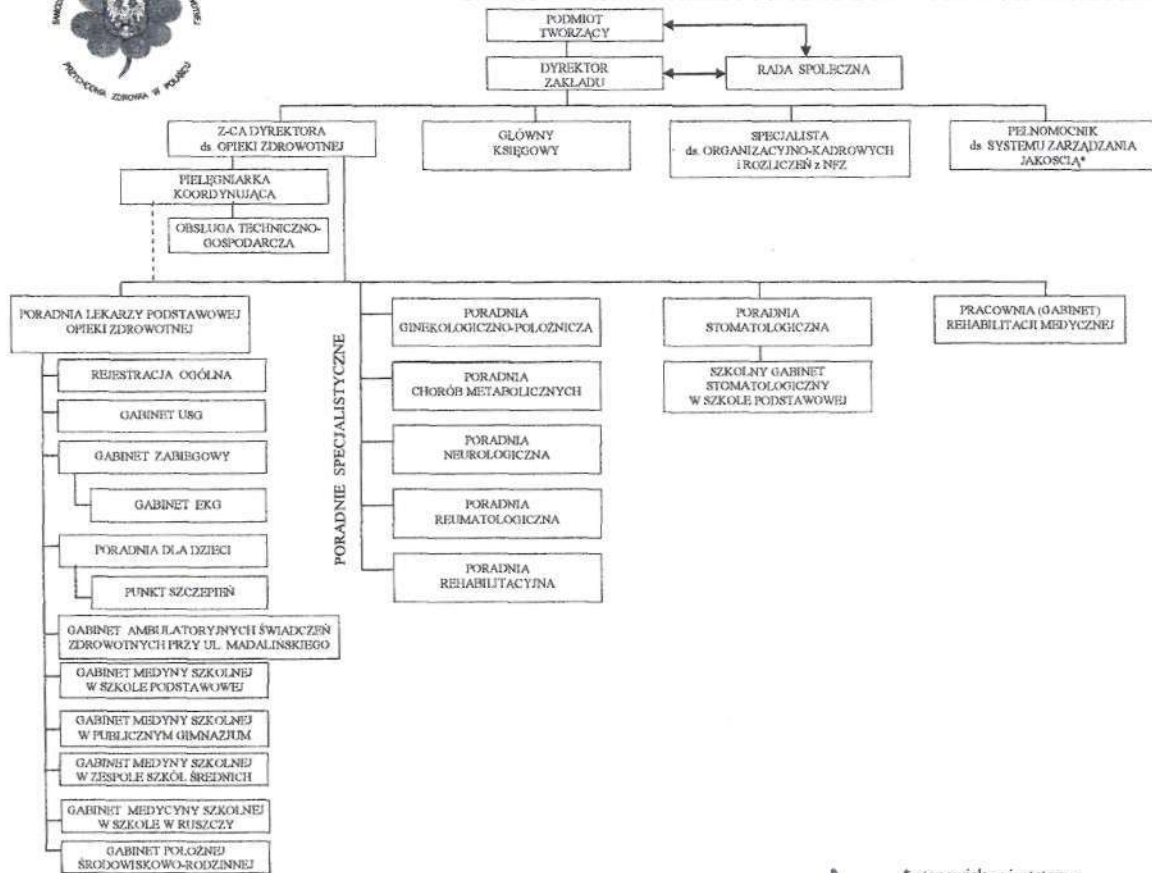 PRZYCHODNIA ZDROWIA W POŁAŃCU
PODMIOT
TWORZĄCY
DYREKTOR
ZAKŁADU
RADA SPOŁECZNA
Z-CA DYREKTORA
ds. OPIEKI ZDROWOTNEJ
GŁÓWNY
KSIĘGOWY
SPECJALISTA
ds. ORGANIZACYJNO-KADROWYCH
i ROZLICZEŃ z NFZ
PEŁNOMOCNIK
ds. SYSTEMU ZARZĄDZANIA
JAKOŚCIĄ*
PIELĘGNIARKA
KOORDYNUJĄCA
OBSŁUGA TECHNICZNO-
GOSPODARCZA
PORADNIA LEKARZY PODSTAWOWEJ
OPIEKI ZDROWOTNEJ
REJESTRACJA OGÓLNA
GABINET USG
GABINET ZABIEGOWY
GABINET EKG
PORADNIA DLA DZIECI
PUNKT SZCZEPIEŃ
GABINET AMBULATORYJNYCH ŚWIADCZEŃ
ZDROWOTNYCH PRZY UL. MADALIŃSKIEGO
GABINET MEDYNY SZKOLNEJ
W SZKOLE PODSTAWOWEJ
GABINET MEDYNY SZKOLNEJ
W PUBLICZNYM GIMNAZJUM
GABINET MEDYNY SZKOLNEJ
W ZESPOLE SZKÓŁ ŚREDNICH
GABINET MEDYCYNY SZKOLNEJ
W SZKOLE W RUSZCZY
GABINET POŁOŻNEJ
ŚRODOWISKOWO-RODZINNEJ
PORADNIE SPECJALISTYCZNE
PORADNIA
GINEKOLOGICZNO-POŁOŻNICZA
PORADNIA
CHORÓB METABOLICZNYCH
PORADNIA
NEUROLOGICZNA
PORADNIA
REUMATOLOGICZNA
PORADNIA
REHABILITACYJNA
PORADNIA
STOMATOLOGICZNA
SZKOLNY GABINET
STOMATOLOGICZNY
W SZKOLE PODSTAWOWEJ
PRACOWNIA (GABINET)
REHABILITACJI MEDYCZNEJ